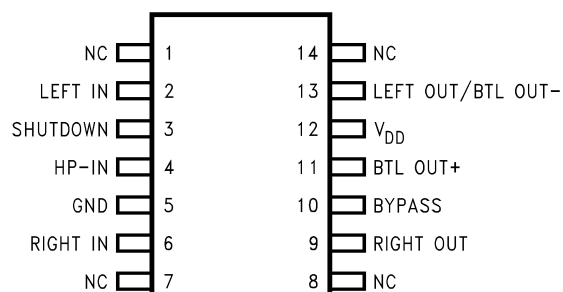 NC 1 14 NC
LEFT IN 2 13 LEFT OUT/BTL OUT-
SHUTDOWN 3 12 VDD
HP-IN 4 11 BTL OUT+
GND 5 10 BYPASS
RIGHT IN 6 9 RIGHT OUT
NC 7 8 NC